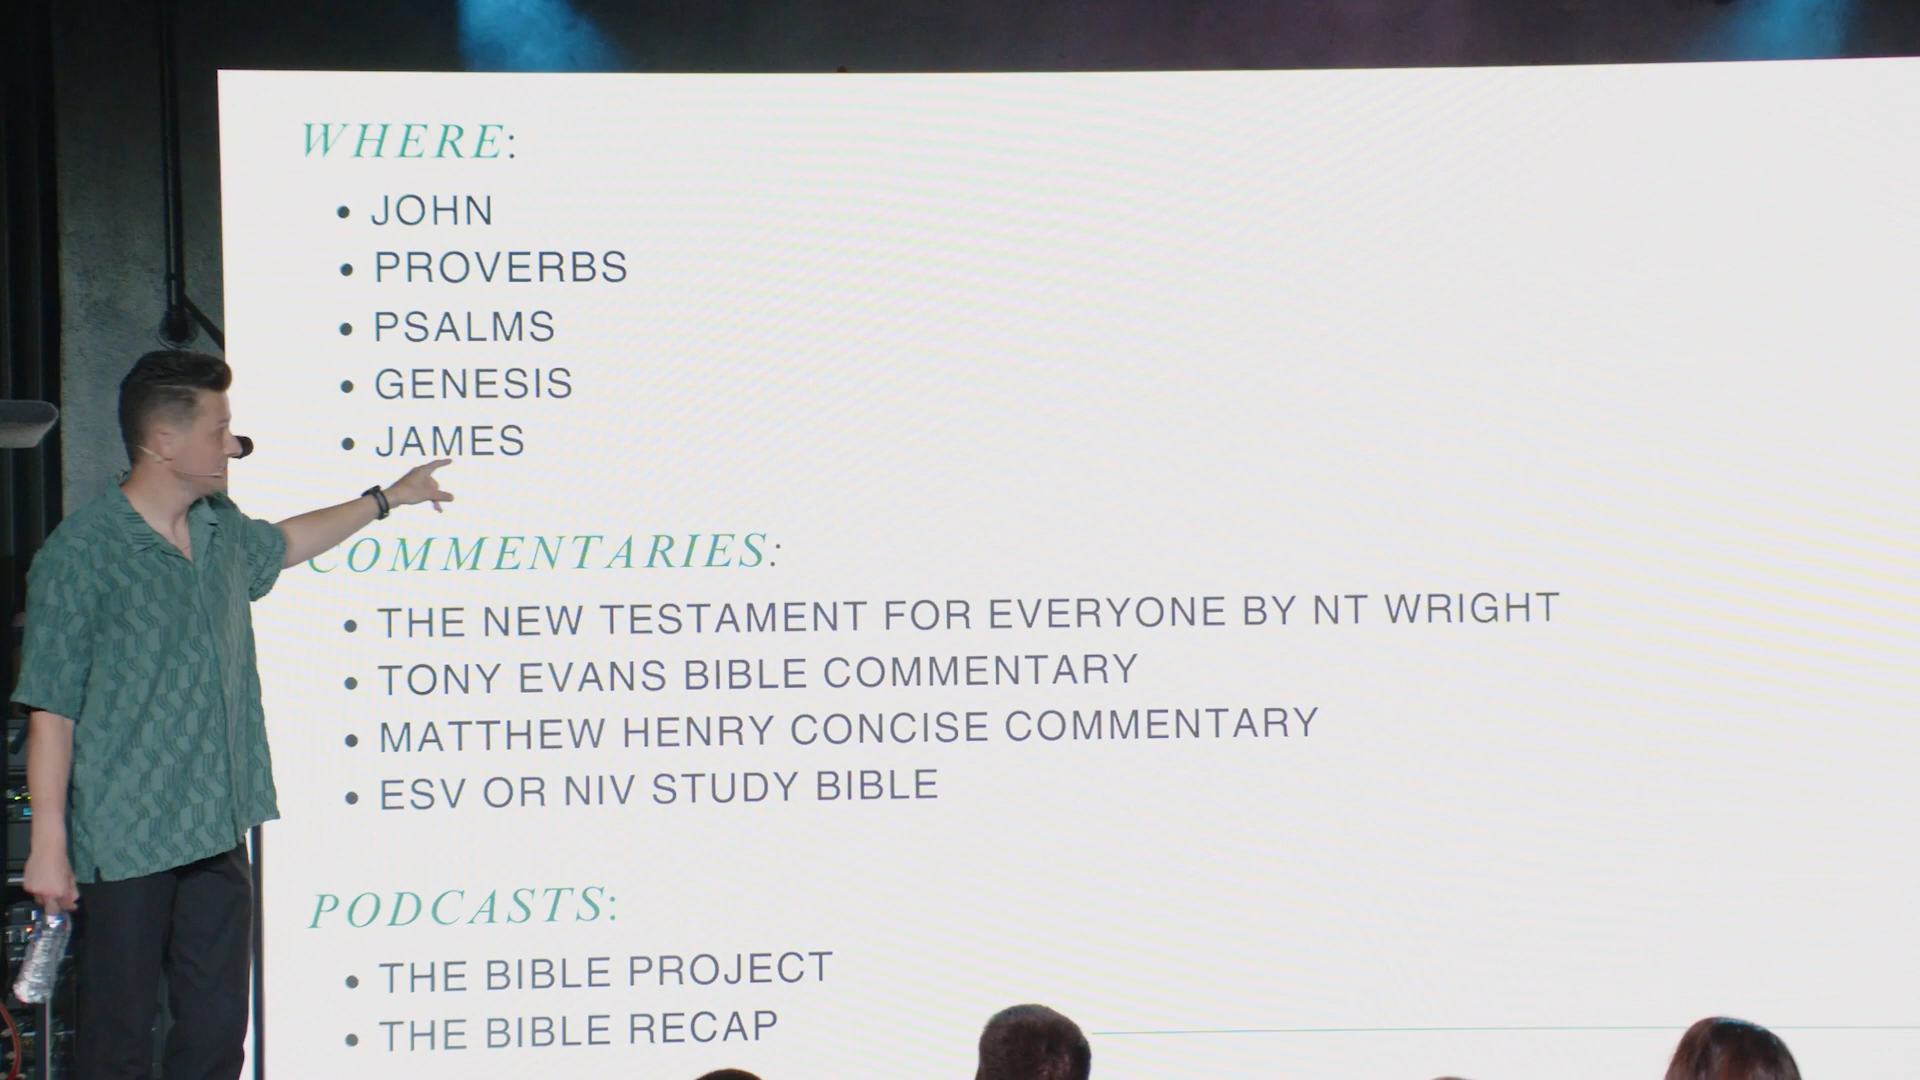 WHERE:
• JOHN
• PROVERBS
• PSALMS
• GENESIS
• JAMES
COMMENTARIES:
• THE NEW TESTAMENT FOR EVERYONE BY NT WRIGHT
• TONY EVANS BIBLE COMMENTARY
• MATTHEW HENRY CONCISE COMMENTARY
• ESV OR NIV STUDY BIBLE
PODCASTS:
• THE BIBLE PROJECT
• THE BIBLE RECAP